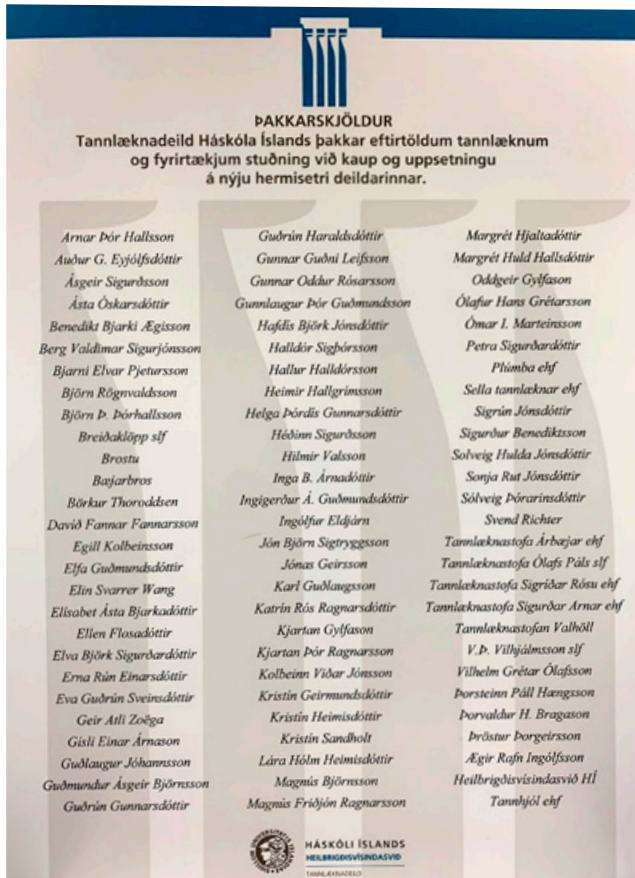 ÞAKKARSKJÖLDUR
Tannlæknadeild Háskóla Íslands þakkar eftirtöldum tannlæknum
og fyrirtækjum stuðning við kaup og uppsetningu
á nýju hermisetri deildarinnar.
Arnar Þór Hallsson
Auður G. Eyjólfsdóttir
Ásgeir Sigurðsson
Ásta Óskarsdóttir
Benedikt Bjarki Ægisson
Berg Valdimar Sigurjónsson
Bjarni Elvar Pjetursson
Björn Rögnvaldsson
Björn Þ. Þórhallsson
Breiðaklöpp slf
Brostu
Bæjarbros
Börkur Thoroddsen
Davíð Fannar Fannarsson
Egill Kolbeinsson
Elfa Guðmundsdóttir
Elin Svarrer Wang
Elísabet Ásta Bjarkadóttir
Ellen Flosadóttir
Elva Björk Sigurðardóttir
Erna Rún Einarsdóttir
Eva Guðrún Sveinsdóttir
Geir Atli Zoëga
Gísli Einar Árnason
Guðlaugur Jóhannsson
Guðmundur Ásgeir Björnsson
Guðrún Gunnarsdóttir
Guðrún Haraldsdóttir
Gunnar Guðni Leifsson
Gunnar Oddur Rósarsson
Gunnlaugur Þór Guðmundsson
Hafdís Björk Jónsdóttir
Halldór Sigþórsson
Hallur Halldórsson
Heimir Hallgrímsson
Helga Þórdís Gunnarsdóttir
Héðinn Sigurðsson
Hilmir Valsson
Inga B. Árnadóttir
Ingigerður Á. Guðmundsdóttir
Ingólfur Eldjárn
Jón Björn Sigtryggsson
Jónas Geirsson
Karl Guðlaugsson
Katrín Rós Ragnarsdóttir
Kjartan Gylfason
Kjartan Þór Ragnarsson
Kolbeinn Viðar Jónsson
Kristín Geirmundsdóttir
Kristín Heimisdóttir
Kristín Sandholt
Lára Hólm Heimisdóttir
Magnús Björnsson
Magnús Friðjón Ragnarsson
Margrét Hjaltadóttir
Margrét Huld Hallsdóttir
Oddgeir Gylfason
Ólafur Hans Grétarsson
Ómar I. Marteinsson
Petra Sigurðardóttir
Plúmba ehf
Sella tannlæknar ehf
Sigrún Jónsdóttir
Sigurður Benediktsson
Solveig Hulda Jónsdóttir
Sonja Rut Jónsdóttir
Sólveig Þórarinsdóttir
Svend Richter
Tannlæknastofa Árbæjar ehf
Tannlæknastofa Ólafs Páls slf
Tannlæknastofa Sigríðar Rósu ehf
Tannlæknastofa Sigurðar Arnar ehf
Tannlæknastofan Valhöll
V.Þ. Vilhjálmsson slf
Vilhelm Grétar Ólafsson
Þorsteinn Páll Hængsson
Þorvaldur H. Bragason
Þröstur Þorgeirsson
Ægir Rafn Ingólfsson
Heilbrigðisvísindasvið HÍ
Tannhjól ehf
HÁSKÓLI ÍSLANDS
HEILBRIGÐISVÍSINDASVIÐ
TANNLÆKNADEILD